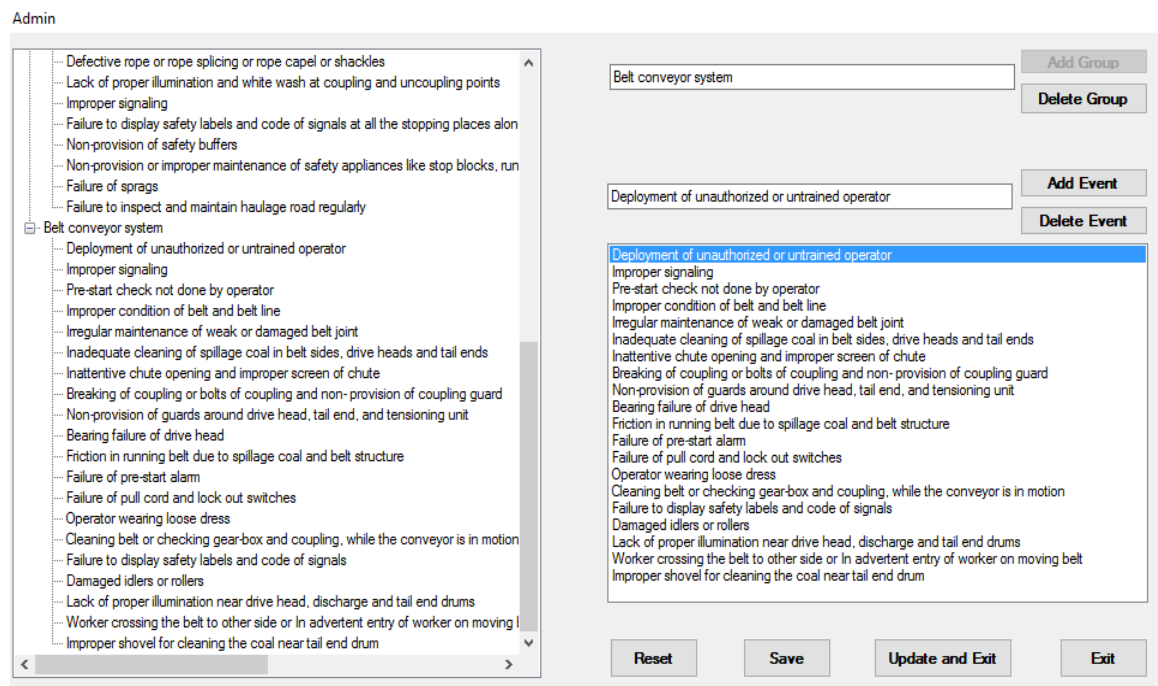 Admin
Defective rope or rope splicing or rope capel or shackles
Lack of proper illumination and white wash at coupling and uncoupling points
Improper signaling
Failure to display safety labels and code of signals at all the stopping places alon
Non-provision of safety buffers
Non-provision or improper maintenance of safety appliances like stop blocks, run
Failure of sprags
Failure to inspect and maintain haulage road regularly
Belt conveyor system
Deployment of unauthorized or untrained operator
Improper signaling
Pre-start check not done by operator
Improper condition of belt and belt line
Irregular maintenance of weak or damaged belt joint
Inadequate cleaning of spillage coal in belt sides, drive heads and tail ends
Inattentive chute opening and improper screen of chute
Breaking of coupling or bolts of coupling and non- provision of coupling guard
Non-provision of guards around drive head, tail end, and tensioning unit
Bearing failure of drive head
Friction in running belt due to spillage coal and belt structure
Failure of pre-start alarm
Failure of pull cord and lock out switches
Operator wearing loose dress
Cleaning belt or checking gear-box and coupling, while the conveyor is in motion
Failure to display safety labels and code of signals
Damaged idlers or rollers
Lack of proper illumination near drive head, discharge and tail end drums
Worker crossing the belt to other side or In advertent entry of worker on moving
Improper shovel for cleaning the coal near tail end drum
Belt conveyor system
Add Group
Delete Group
Deployment of unauthorized or untrained operator
Add Event
Delete Event
Deployment of unauthorized or untrained operator
Improper signaling
Pre-start check not done by operator
Improper condition of belt and belt line
Irregular maintenance of weak or damaged belt joint
Inadequate cleaning of spillage coal in belt sides, drive heads and tail ends
Inattentive chute opening and improper screen of chute
Breaking of coupling or bolts of coupling and non- provision of coupling guard
Non-provision of guards around drive head, tail end, and tensioning unit
Bearing failure of drive head
Friction in running belt due to spillage coal and belt structure
Failure of pre-start alarm
Failure of pull cord and lock out switches
Operator wearing loose dress
Cleaning belt or checking gear-box and coupling, while the conveyor is in motion
Failure to display safety labels and code of signals
Damaged idlers or rollers
Lack of proper illumination near drive head, discharge and tail end drums
Worker crossing the belt to other side or In advertent entry of worker on moving belt
Improper shovel for cleaning the coal near tail end drum
Reset
Save
Update and Exit
Exit